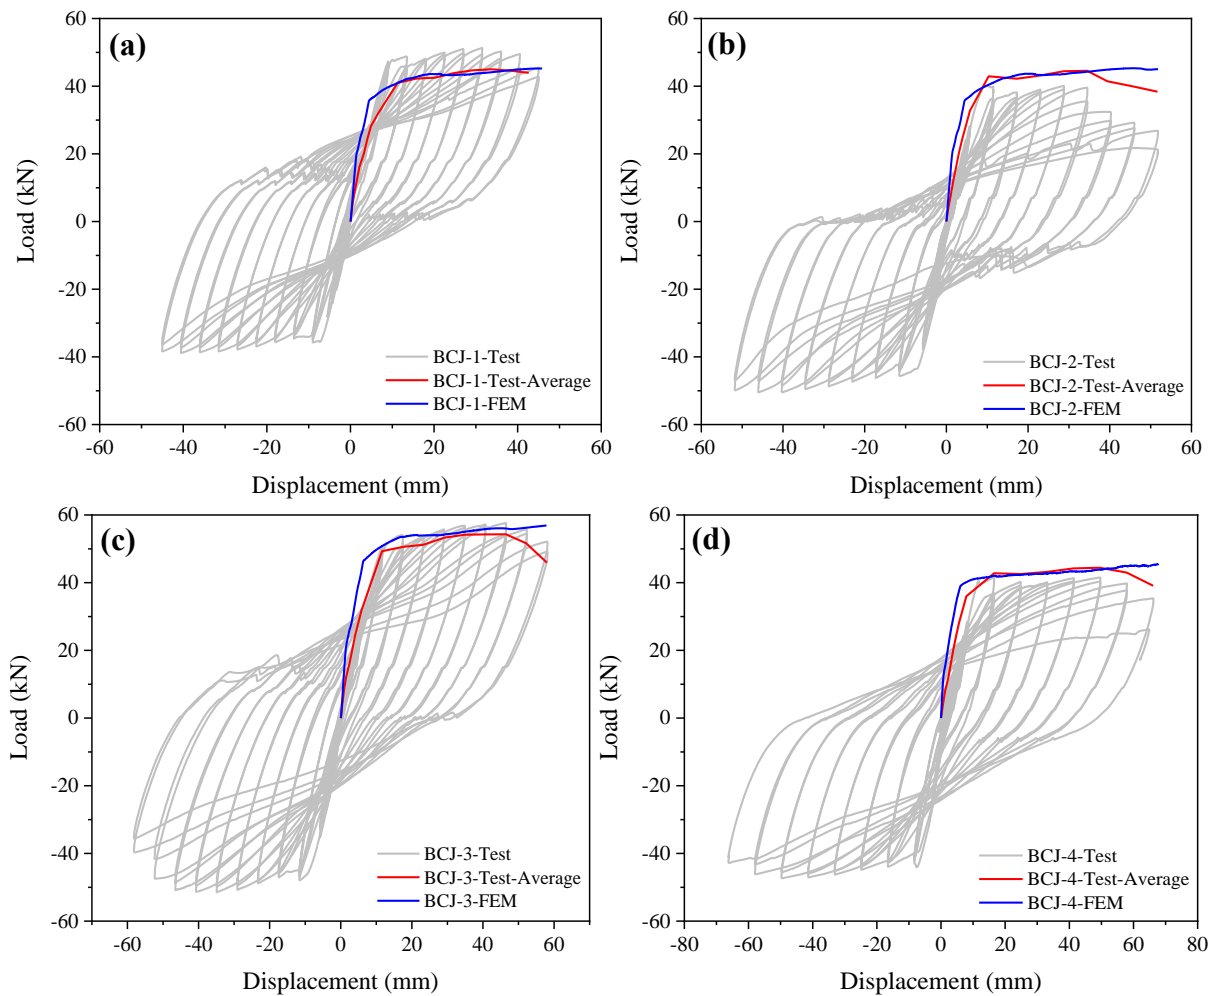 (a)
60
40
20
0
-20
-40
-60
Load (kN)
BCJ-1-Test
BCJ-1-Test-Average
BCJ-1-FEM
-60 -40 -20 0 20 40 60
Displacement (mm)
(b)
60
40
20
0
-20
-40
-60
Load (kN)
BCJ-2-Test
BCJ-2-Test-Average
BCJ-2-FEM
-60 -40 -20 0 20 40 60
Displacement (mm)
(c)
60
40
20
0
-20
-40
-60
Load (kN)
BCJ-3-Test
BCJ-3-Test-Average
BCJ-3-FEM
-60 -40 -20 0 20 40 60
Displacement (mm)
(d)
60
40
20
0
-20
-40
-60
Load (kN)
BCJ-4-Test
BCJ-4-Test-Average
BCJ-4-FEM
-80 -60 -40 -20 0 20 40 60 80
Displacement (mm)